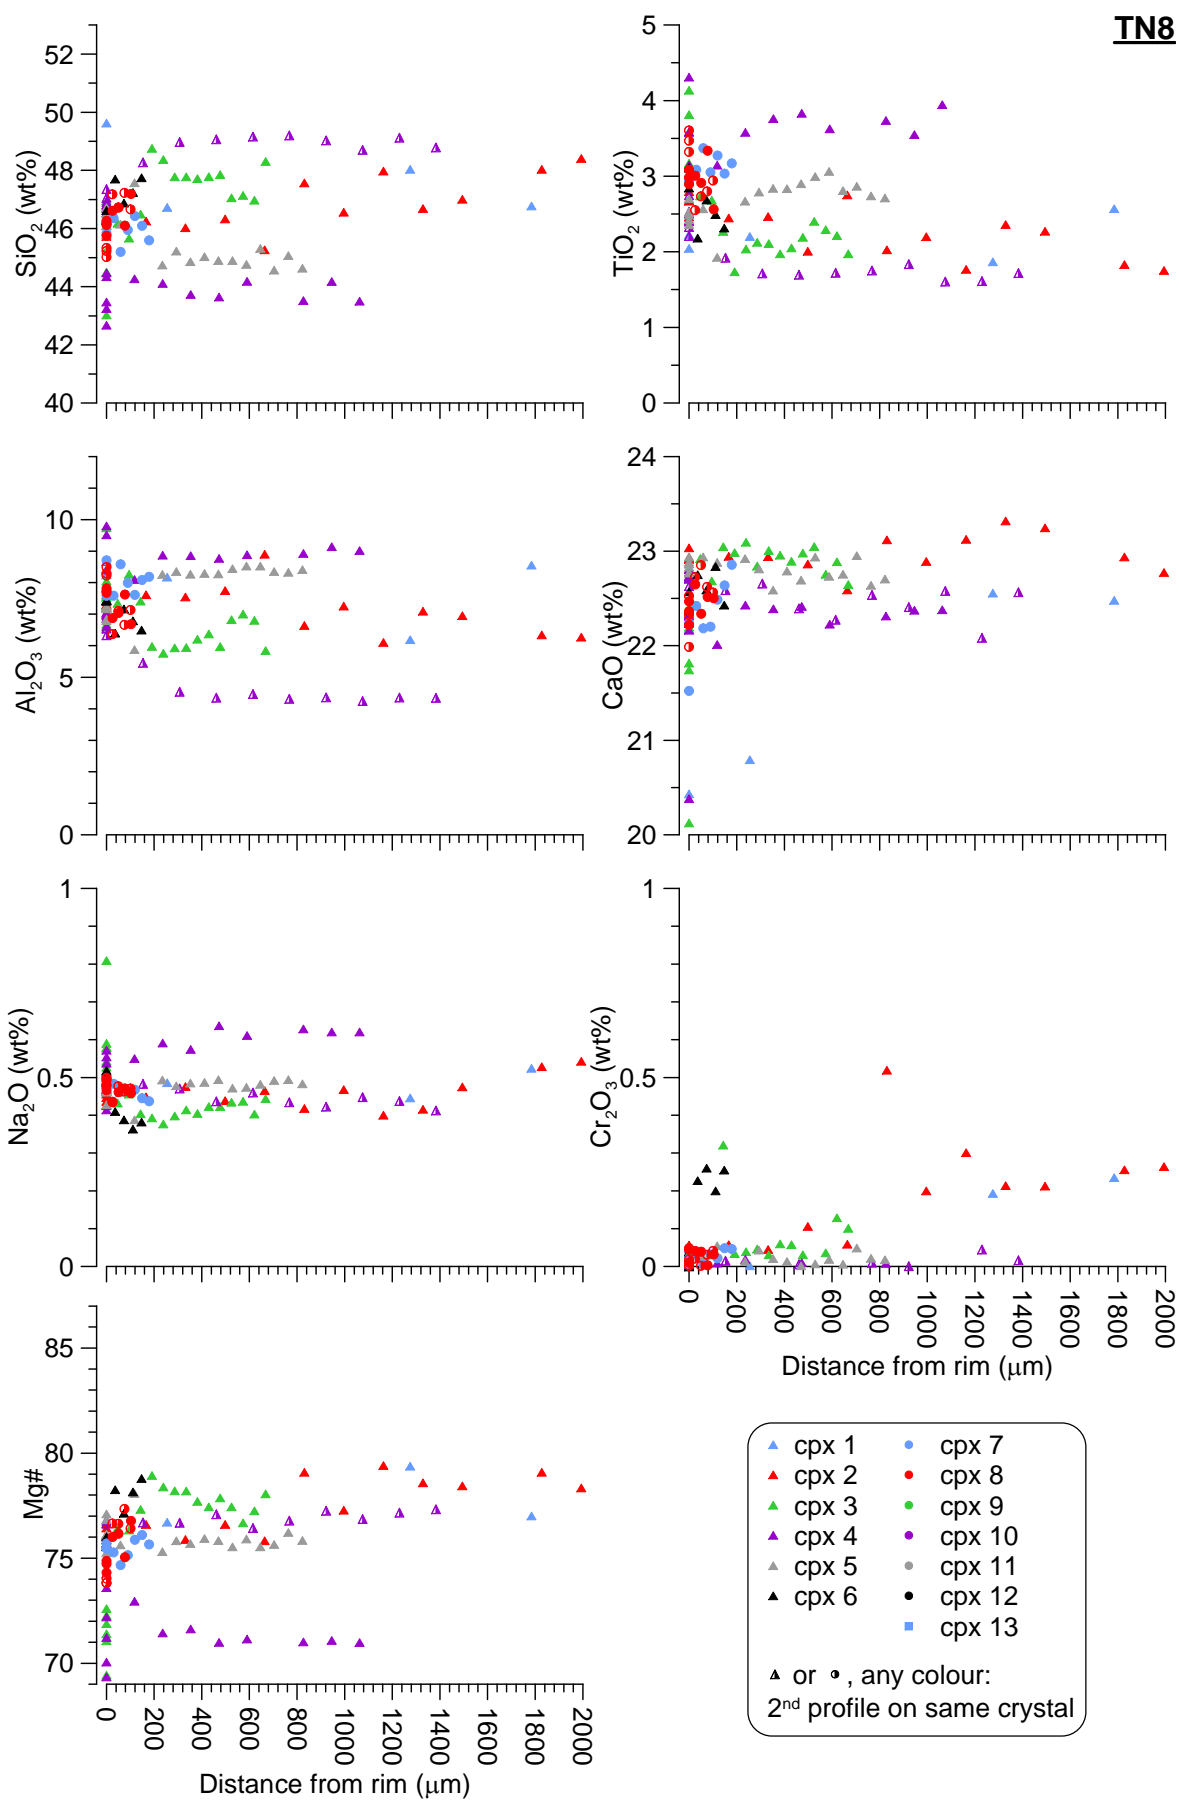 TN8
SiO2 (wt%)
52
50
48
46
44
42
40
TiO2 (wt%)
5
4
3
2
1
0
Al2O3 (wt%)
10
5
0
CaO (wt%)
24
23
22
21
20
Na2O (wt%)
1
0.5
0
Cr2O3 (wt%)
1
0.5
0
0 200 400 600 800 1000 1200 1400 1600 1800 2000
Distance from rim (μm)
Mg#
85
80
75
70
0 200 400 600 800 1000 1200 1400 1600 1800 2000
Distance from rim (μm)
cpx 1 cpx 7
cpx 2 cpx 8
cpx 3 cpx 9
cpx 4 cpx 10
cpx 5 cpx 11
cpx 6 cpx 12
cpx 13
or , any colour:
2nd profile on same crystal